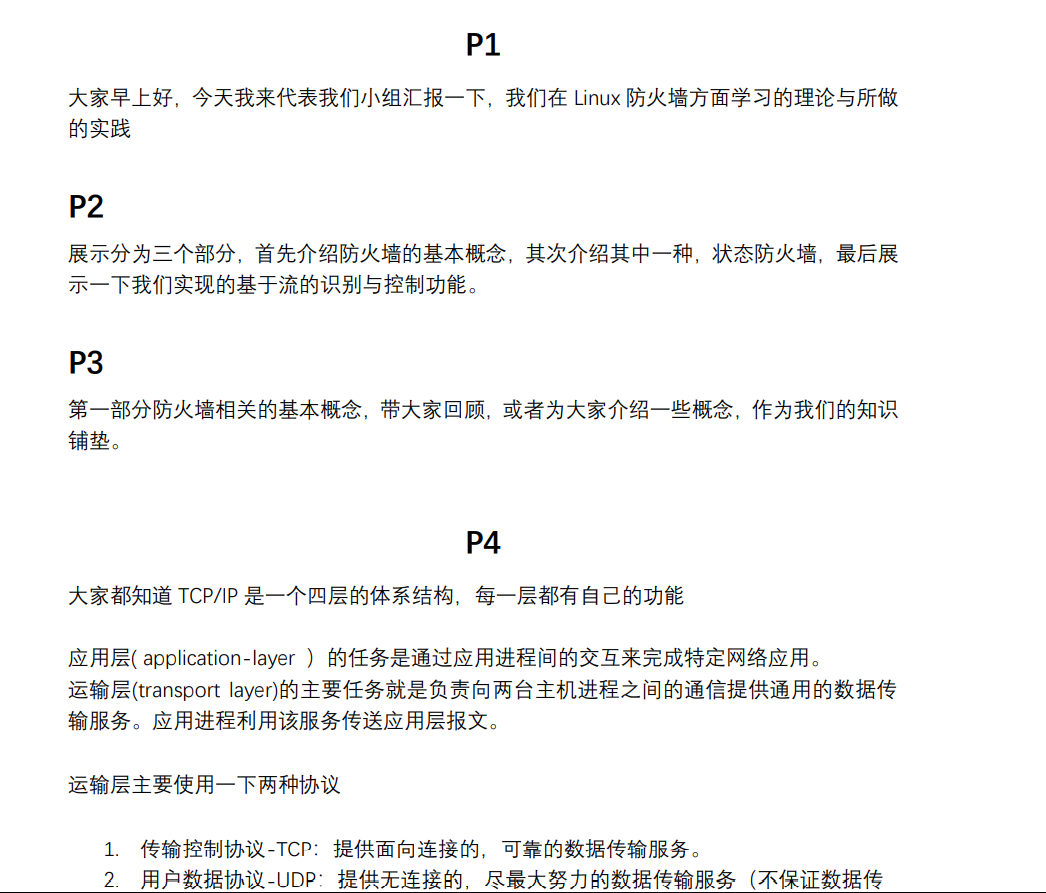 P1
大家早上好，今天我来代表我们小组汇报一下，我们在 Linux 防火墙方面学习的理论与所做
的实践
P2
展示分为三个部分，首先介绍防火墙的基本概念，其次介绍其中一种，状态防火墙，最后展
示一下我们实现的基于流的识别与控制功能。
P3
第一部分防火墙相关的基本概念，带大家回顾，或者为大家介绍一些概念，作为我们的知识
铺垫。
P4
大家都知道 TCP/IP 是一个四层的体系结构，每一层都有自己的功能
应用层( application-layer ）的任务是通过应用进程间的交互来完成特定网络应用。
运输层(transport layer)的主要任务就是负责向两台主机进程之间的通信提供通用的数据传
输服务。应用进程利用该服务传送应用层报文。
运输层主要使用一下两种协议
1. 传输控制协议-TCP：提供面向连接的，可靠的数据传输服务。
2. 用户数据协议-UDP：提供无连接的，尽最大努力的数据传输服务（不保证数据传